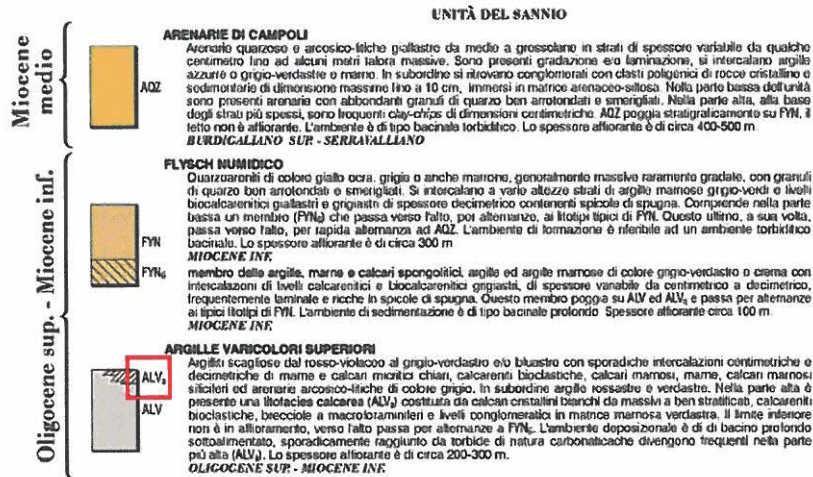 UNITÀ DEL SANNIO
Miocene medio
ARENARIE DI CAMPOLI
AQZ
Arenarie quarzose e arcosico-litiche giallastre da medie a grossolane in strati di spessore variabile da qualche
centimetro fino ad alcuni metri talora massive. Sono presenti gradazione e/o laminazione, si intercalano argille
azzurre o grigio-verdastre e marne. In subordine si ritrovano conglomerati con clasti poligenici di rocce cristalline e
sedimentarie di dimensione massime fino a 10 cm, immersi in matrice arenaceo-siltosa. Nella parte bassa dell'unità
sono presenti arenarie con abbondanti granuli di quarzo ben arrotondati e smerigliati. Nella parte alta, alla base
degli strati più spessi, sono frequenti clay-chips di dimensioni centimetriche. AQZ poggia stratigraficamente su FYN, il
tetto non è affiorante. L'ambiente è di tipo bacinale torbiditico. Lo spessore affiorante è di circa 400-500 m
BURDIGALIANO SUP. - SERRAVALLIANO
Oligocene sup. - Miocene inf.
FLYSCH NUMIDICO
FYN
Quarzoareniti di colore giallo ocra, grigio o anche marrone, generalmente massive raramente gradate, con granuli
di quarzo ben arrotondati e smerigliati. Si intercalano a varie altezze strati di argille marnose grigio-verdi e livelli
biocalcarenitici giallastri e grigiastri di spessore decimetrico contenenti spicole di spugna. Comprende nella parte
bassa un membro (FYNc) che passa verso l'alto, per alternanze, ai litotipi tipici di FYN. Questo ultimo, a sua volta,
passa verso l'alto, per rapida alternanza ad AQZ. L'ambiente di formazione è riferibile ad un ambiente torbiditico
bacinale. Lo spessore affiorante è di circa 300 m
MIOCENE INF.
FYNc
membro delle argille, marne e calcari spongolitici, argille ed argille marnose di colore grigio-verdastro o crema con
intercalazioni di livelli calcarenitici e biocalcarenitici grigiastri, di spessore variabile da centimetrico a decimetrico,
frequentemente laminate e ricche in spicole di spugna. Questo membro poggia su ALV ed ALVa e passa per alternanze
ai tipici litotipi di FYN. L'ambiente di sedimentazione è di tipo bacinale profondo. Spessore affiorante circa 100 m
MIOCENE INF.
ARGILLE VARICOLORI SUPERIORI
ALVa
ALV
Argilliti scagliose dal rosso-violaceo al grigio-verdastro e/o bluastro con sporadiche intercalazioni centimetriche e
decimetriche di marne e calcari micritici chiari, calcareniti bioclastiche, calcari marnosi, marne, calcari marnosi
siliciferi ed arenarie arcosico-litiche di colore grigio. In subordine argille rossastre e verdastre. Nella parte alta è
presente una litofacies calcarea (ALVa) costituita da calcari cristallini bianchi da massivi a ben stratificati, calcareniti
bioclastiche, brecciole a macroforaminiferi e livelli conglomeratici in matrice marnosa verdastra. Il limite inferiore
non è in affioramento, verso l'alto passa per alternanze a FYNc. L'ambiente deposizionale è di di bacino profondo
sottoalimentato, sporadicamente raggiunto da torbide di natura carbonaticache divengono frequenti nella parte
più alta (ALVa). Lo spessore affiorante è di circa 200-300 m.
OLIGOCENE SUP. - MIOCENE INF.